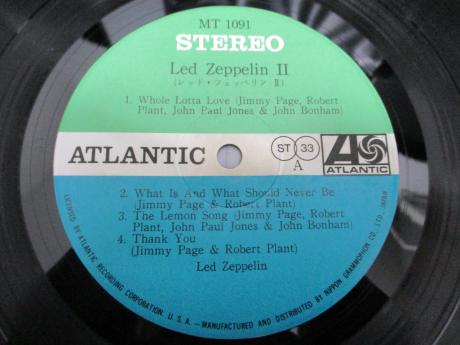 MT 1091
STEREO
Led Zeppelin II
(レッド・ツェッペリン II)
1. Whole Lotta Love (Jimmy Page, Robert
Plant, John Paul Jones & John Bonham)
ATLANTIC
ST 33
A
ATLANTIC
2. What Is And What Should Never Be
(Jimmy Page & Robert Plant)
3. The Lemon Song (Jimmy Page, Robert
Plant, John Paul Jones & John Bonham)
4. Thank You
(Jimmy Page & Robert Plant)
Led Zeppelin
LICENSED BY ATLANTIC RECORDING CORPORATION, U.S.A.—MANUFACTURED AND DISTRIBUTED BY NIPPON GRAMMOPHON CO., LTD., JAPAN